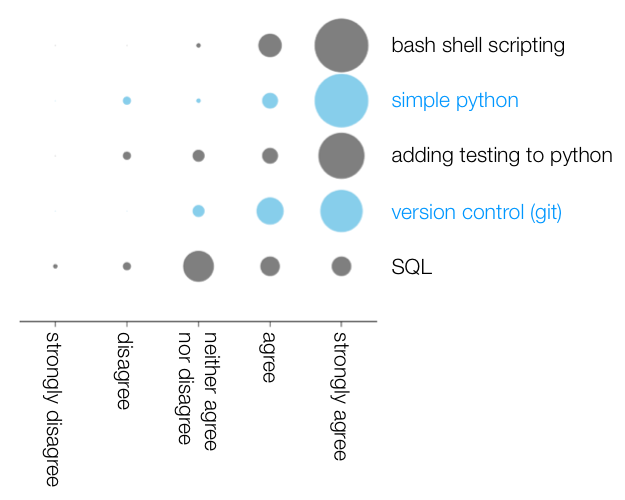 bash shell scripting
simple python
adding testing to python
version control (git)
SQL
strongly disagree
disagree
neither agree
nor disagree
agree
strongly agree